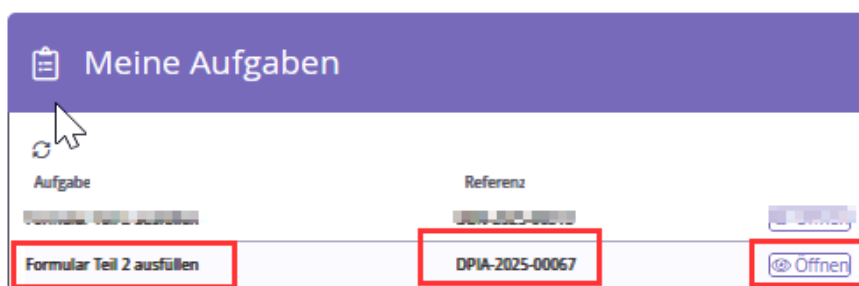 Meine Aufgaben
Aufgabe Referenz
Formular Teil 2 ausfüllen DPIA-2025-00067 Öffnen